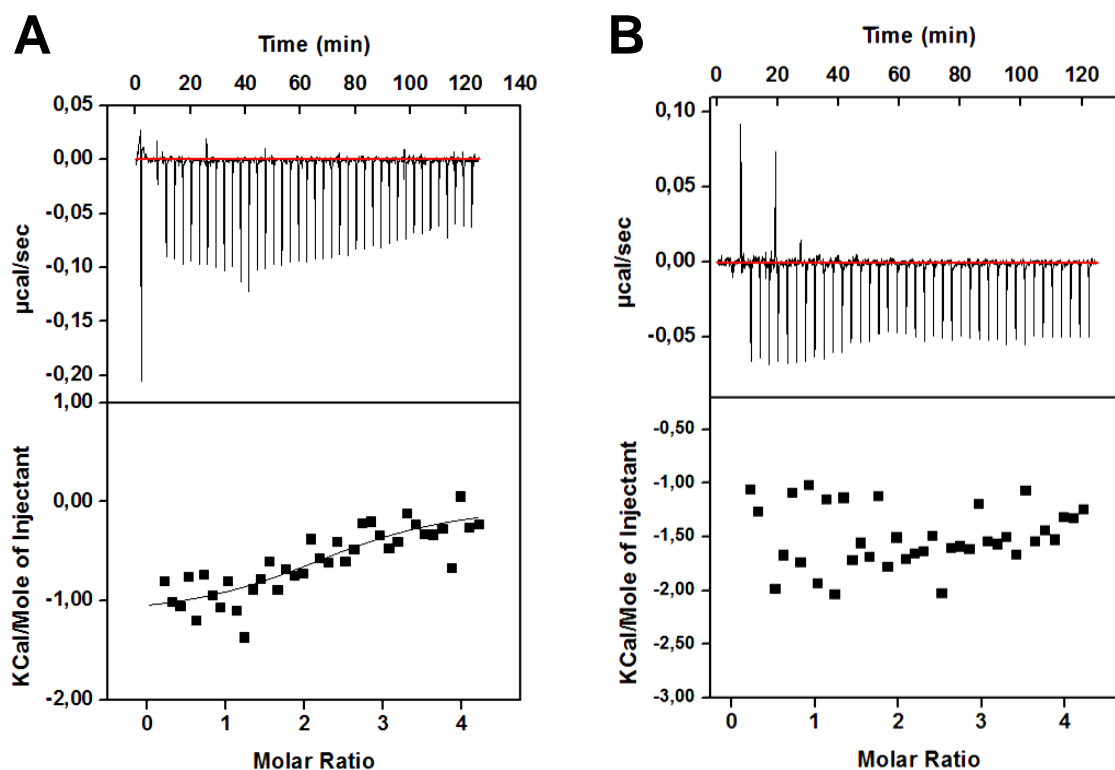 A
Time (min)
0 20 40 60 80 100 120 140
0,05
0,00
-0,05
-0,10
-0,15
-0,20
µcal/sec
1,00
0,00
-1,00
-2,00
KCal/Mole of Injectant
0 1 2 3 4
Molar Ratio
B
Time (min)
0 20 40 60 80 100 120
0,10
0,05
0,00
-0,05
µcal/sec
-0,50
-1,00
-1,50
-2,00
-2,50
-3,00
KCal/Mole of Injectant
0 1 2 3 4
Molar Ratio